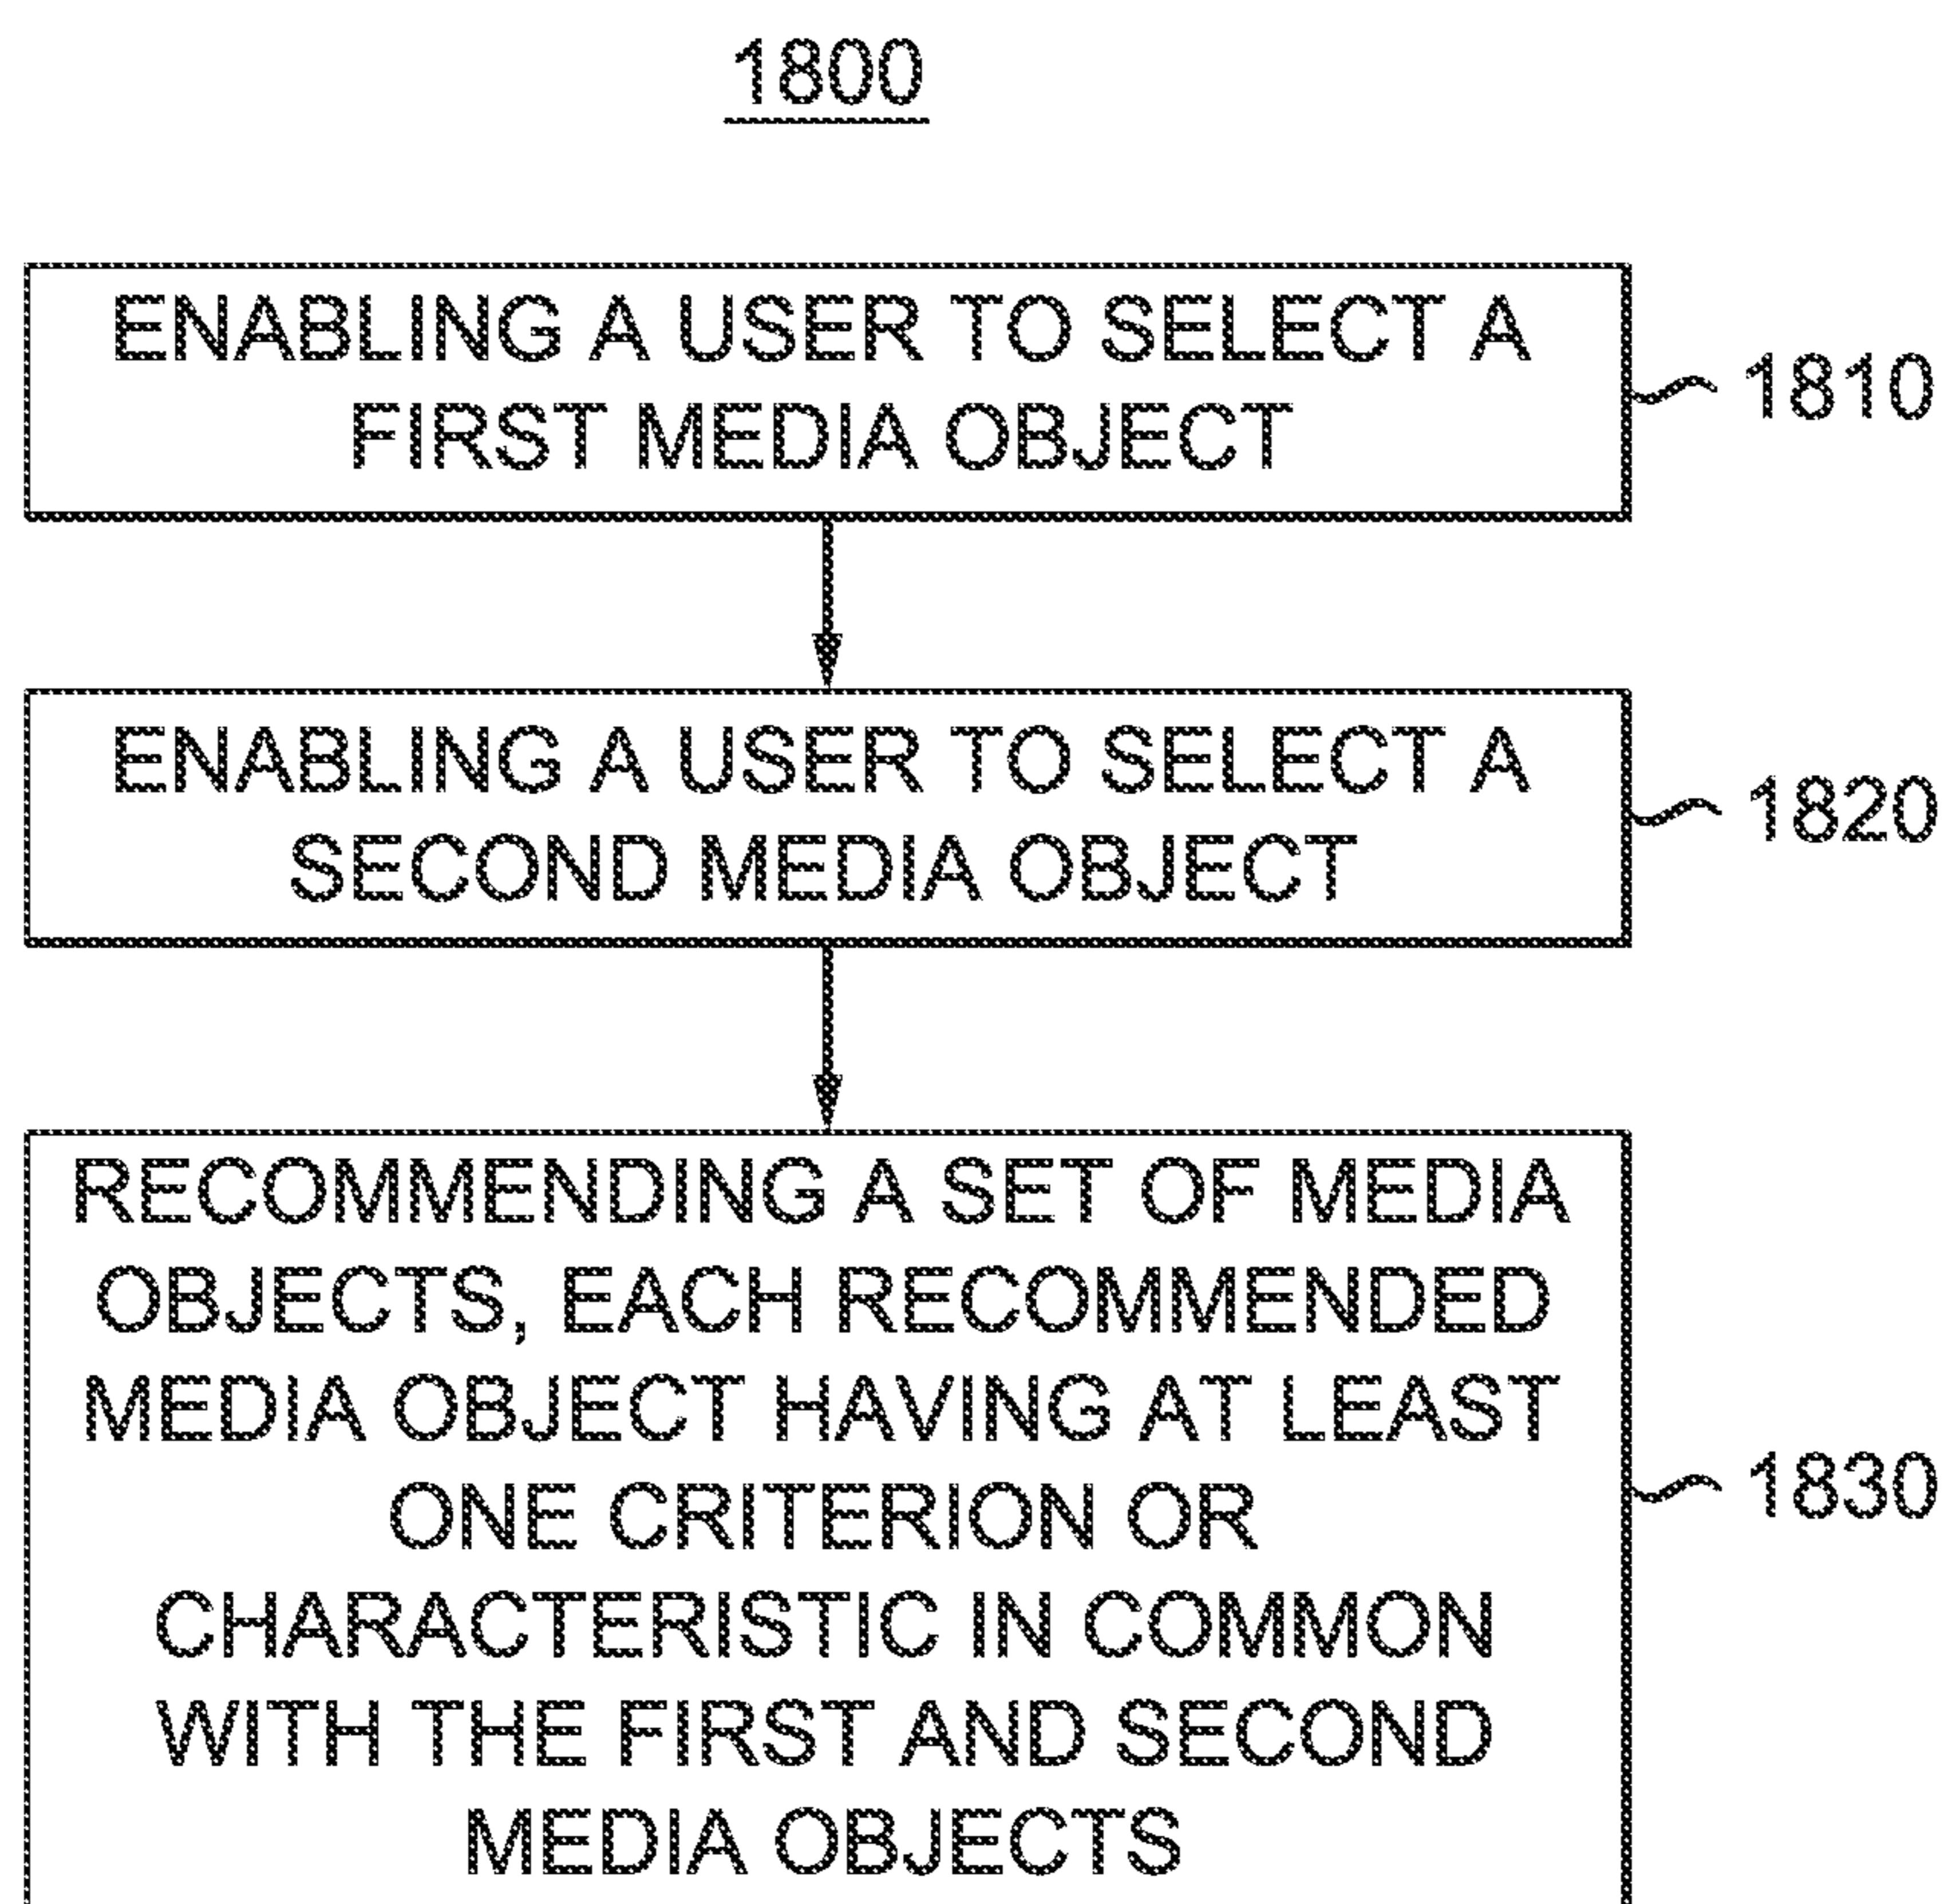 1800
ENABLING A USER TO SELECT A
FIRST MEDIA OBJECT
1810
ENABLING A USER TO SELECT A
SECOND MEDIA OBJECT
1820
RECOMMENDING A SET OF MEDIA
OBJECTS, EACH RECOMMENDED
MEDIA OBJECT HAVING AT LEAST
ONE CRITERION OR
CHARACTERISTIC IN COMMON
WITH THE FIRST AND SECOND
MEDIA OBJECTS
1830